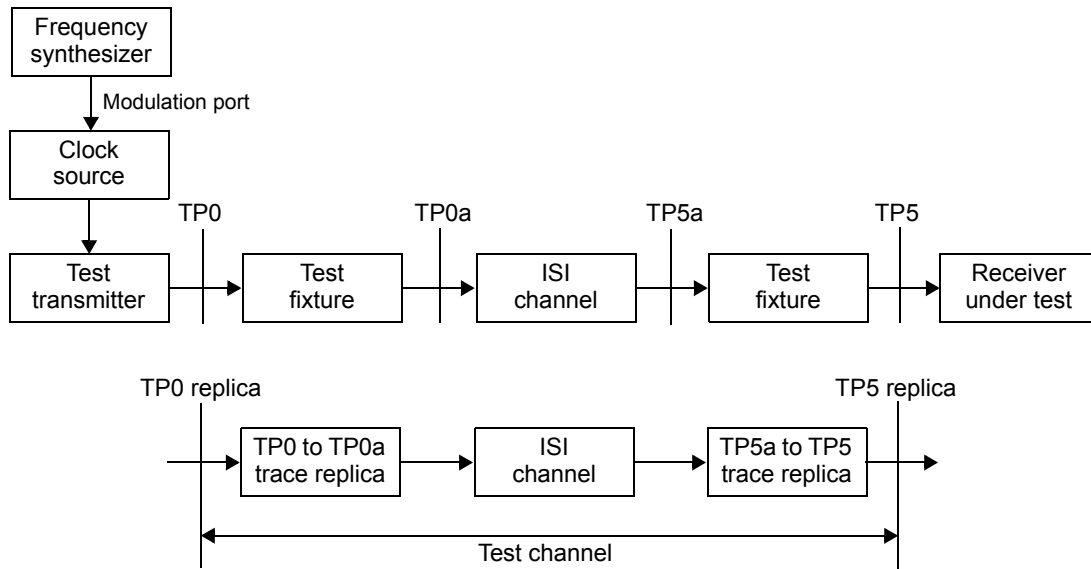 Frequency
synthesizer
Modulation port
Clock
source
TP0
TP0a
TP5a
TP5
Test
transmitter
Test
fixture
ISI
channel
Test
fixture
Receiver
under test
TP0 replica
TP5 replica
TP0 to TP0a
trace replica
ISI
channel
TP5a to TP5
trace replica
Test channel